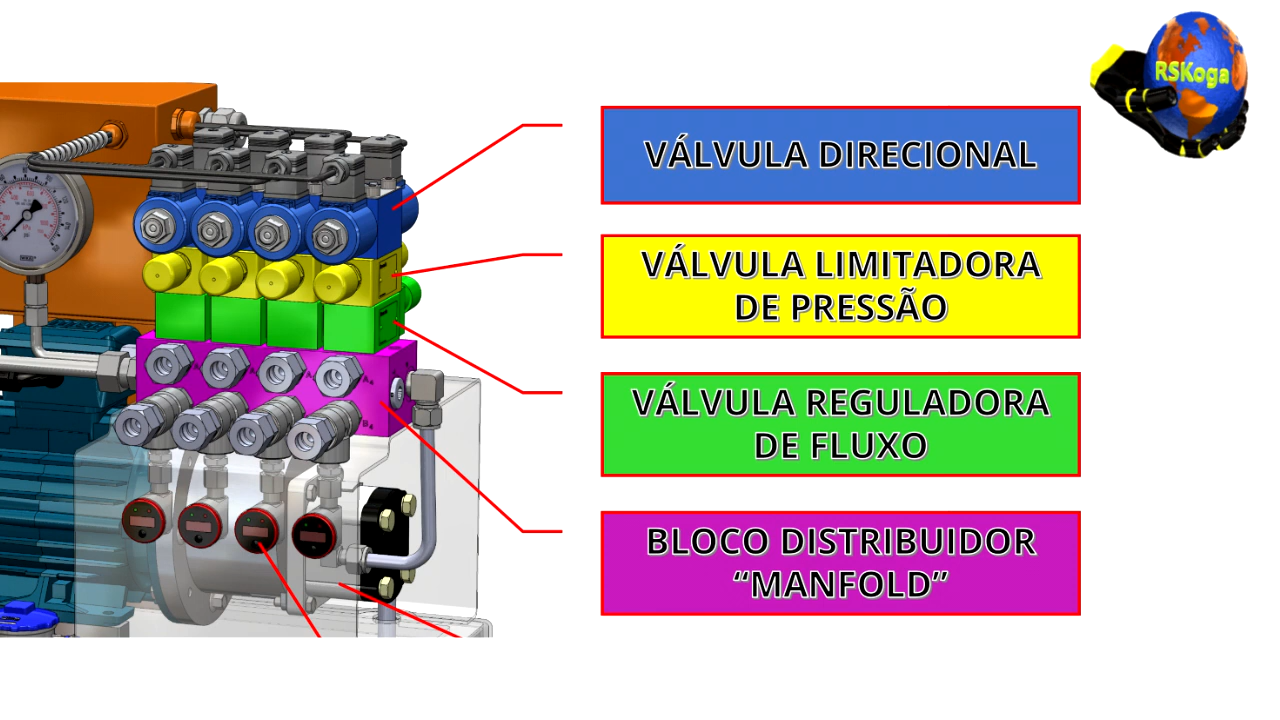 RSKoga
VÁLVULA DIRECIONAL
VÁLVULA LIMITADORA
DE PRESSÃO
VÁLVULA REGULADORA
DE FLUXO
BLOCO DISTRIBUIDOR
“MANFOLD”